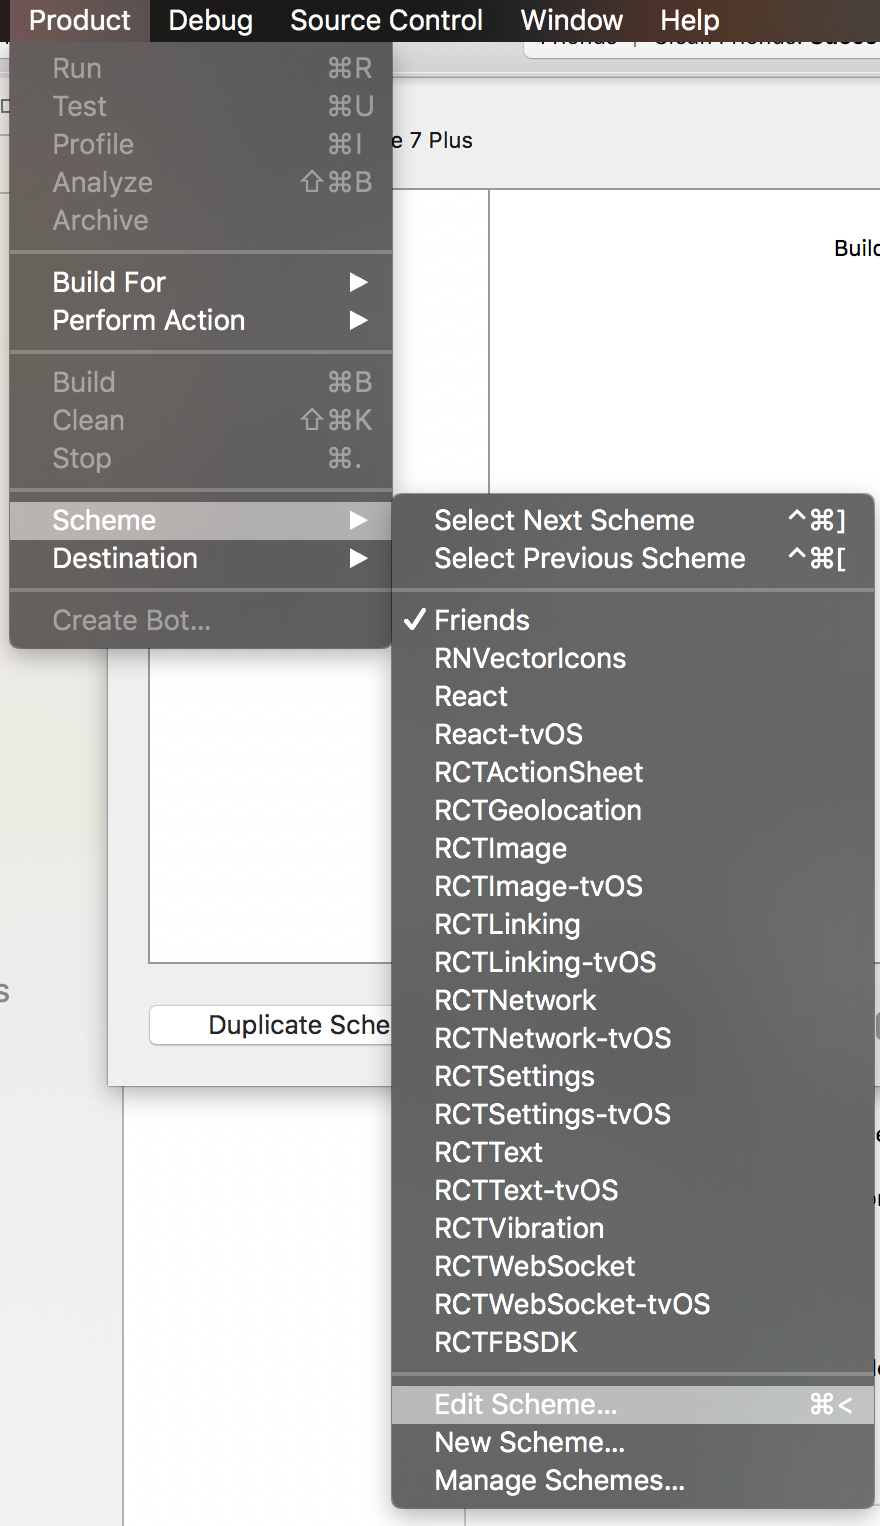 Product Debug Source Control Window Help
Run ⌘R
Test ⌘U
e 7 Plus
Profile ⌘I
Analyze ⇧⌘B
Archive
Build For ▶
Perform Action ▶
Build ⌘B
Clean ⇧⌘K
Stop ⌘.
Scheme ▶
Destination ▶
Create Bot...
Select Next Scheme ^⌘]
Select Previous Scheme ^⌘[
✓ Friends
RNVectorIcons
React
React-tvOS
RCTActionSheet
RCTGeolocation
RCTImage
RCTImage-tvOS
RCTLinking
RCTLinking-tvOS
RCTNetwork
RCTNetwork-tvOS
RCTSettings
RCTSettings-tvOS
RCTText
RCTText-tvOS
RCTVibration
RCTWebSocket
RCTWebSocket-tvOS
RCTFBSDK
Edit Scheme... ⌘<
New Scheme...
Manage Schemes...
Duplicate Sche
Build